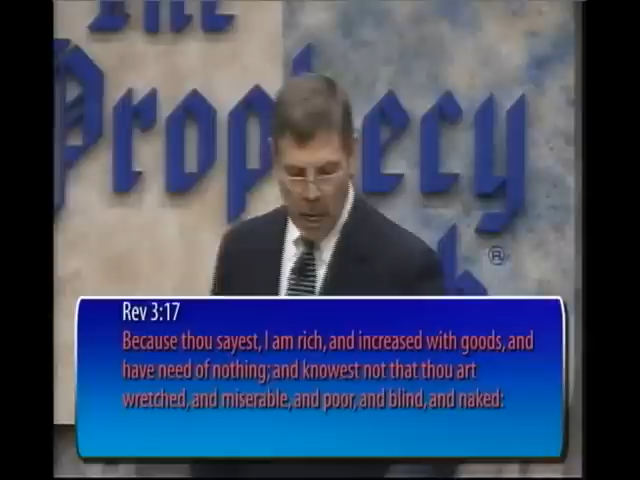 The
Prophecy
®
Rev 3:17
Because thou sayest, I am rich, and increased with goods, and
have need of nothing; and knowest not that thou art
wretched, and miserable, and poor, and blind, and naked: